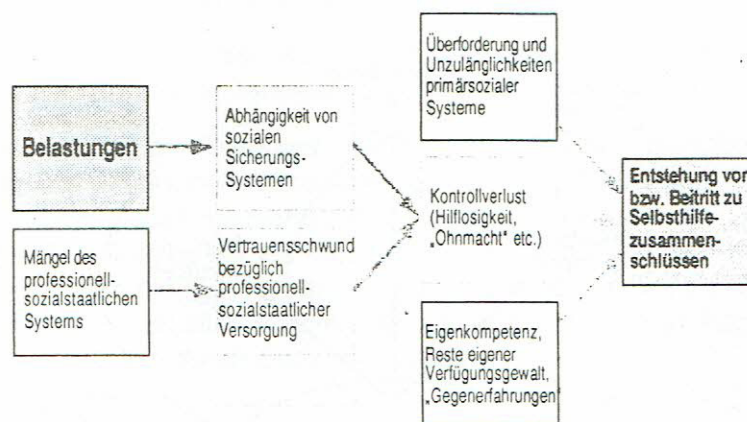 Belastungen
Mängel des
professionell-
sozialstaatlichen
Systems
Abhängigkeit von
sozialen
Sicherungs-
Systemen
Vertrauensschwund
bezüglich
professionell-
sozialstaatlicher
Versorgung
Überforderung und
Unzulänglichkeiten
primärsozialer
Systeme
Kontrollverlust
(Hilflosigkeit,
„Ohnmacht" etc.)
Eigenkompetenz,
Reste eigener
Verfügungsgewalt,
„Gegenerfahrungen
Entstehung von
bzw. Beitritt zu
Selbsthilfe-
zusammen-
schlüssen